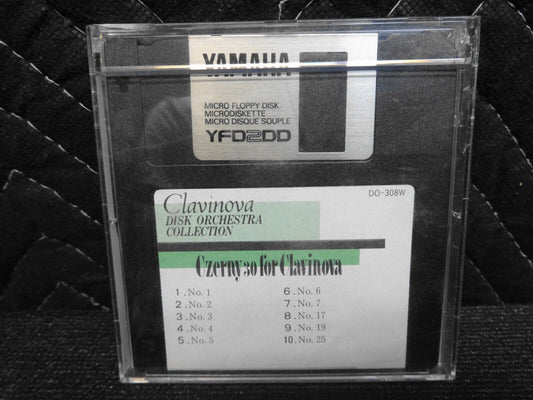 YAMAHA
MICRO FLOPPY DISK
MICRODISKETTE
MICRO DISQUE SOUPLE
YFD2DD
DO-308W
Clavinova
DISK ORCHESTRA
COLLECTION
Czerny 30 for Clavinova
1. No. 1
2. No. 2
3. No. 3
4. No. 4
5. No. 5
6. No. 6
7. No. 7
8. No. 17
9. No. 19
10. No. 25